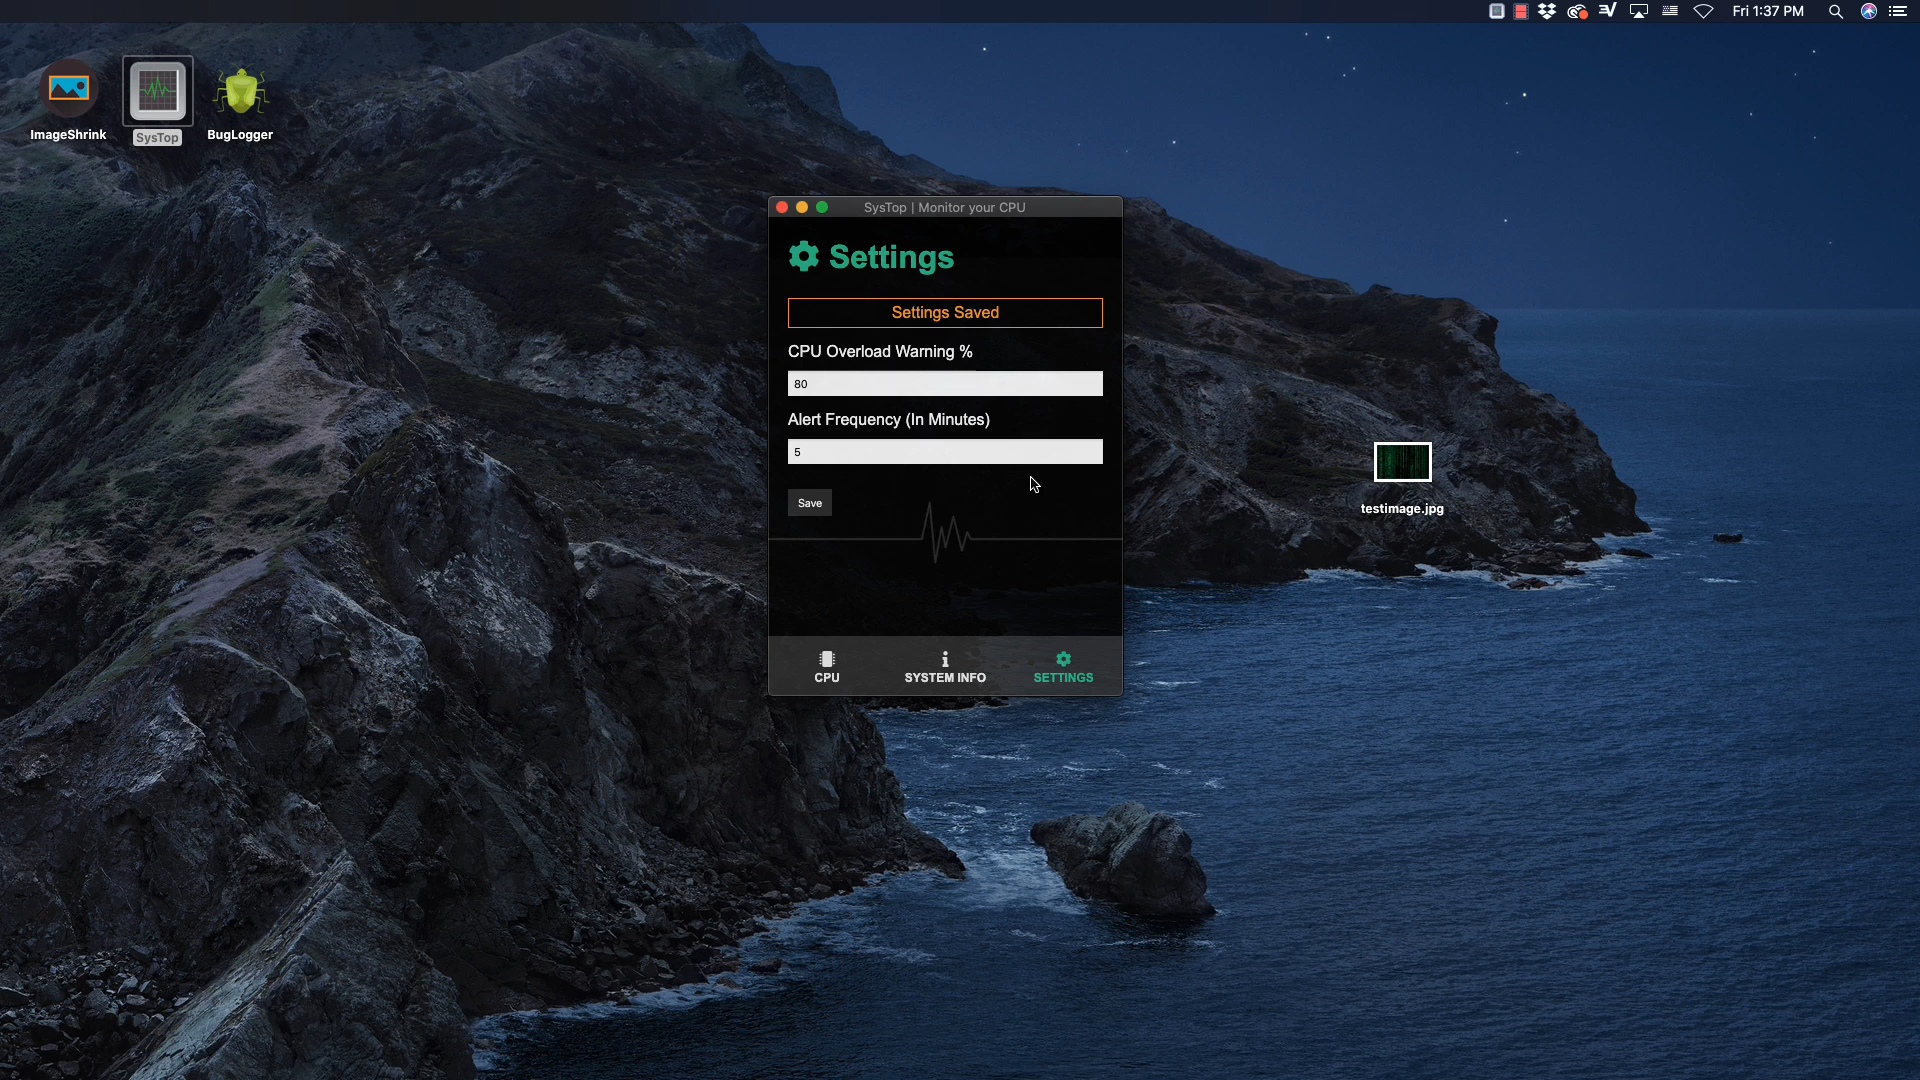 Fri 1:37 PM
ImageShrink
SysTop
BugLogger
SysTop | Monitor your CPU
Settings
Settings Saved
CPU Overload Warning %
80
Alert Frequency (In Minutes)
5
Save
testimage.jpg
CPU
SYSTEM INFO
SETTINGS